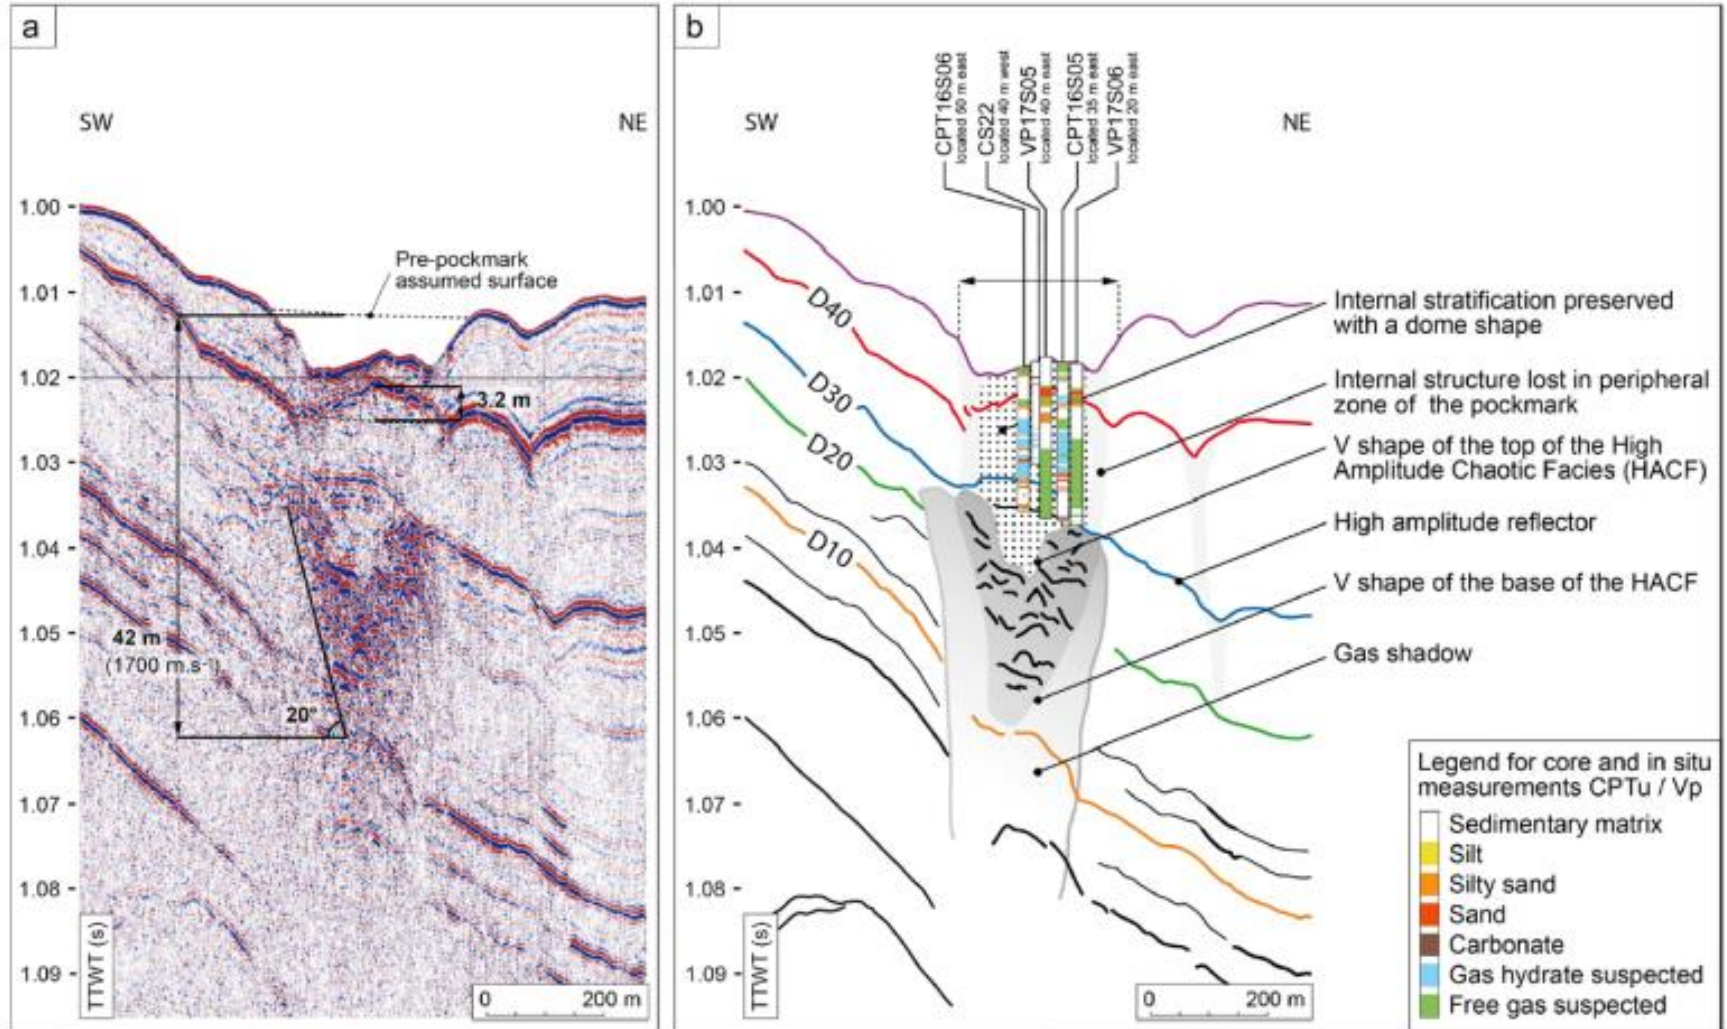 a
SW
NE
1.00
1.01
1.02
1.03
1.04
1.05
1.06
1.07
1.08
1.09
TTWT (s)
Pre-pockmark
assumed surface
3.2 m
42 m
(1700 m.s-1)
20°
0 200 m
b
CPT16S06
located 50 m east
CS22
located 40 m west
VP17S05
located 40 m east
CPT16S05
located 35 m east
VP17S06
located 20 m east
SW
NE
1.00
1.01
1.02
1.03
1.04
1.05
1.06
1.07
1.08
1.09
TTWT (s)
D40
D30
D20
D10
Internal stratification preserved
with a dome shape
Internal structure lost in peripheral
zone of the pockmark
V shape of the top of the High
Amplitude Chaotic Facies (HACF)
High amplitude reflector
V shape of the base of the HACF
Gas shadow
Legend for core and in situ
measurements CPTu / Vp
Sedimentary matrix
Silt
Silty sand
Sand
Carbonate
Gas hydrate suspected
Free gas suspected
0 200 m